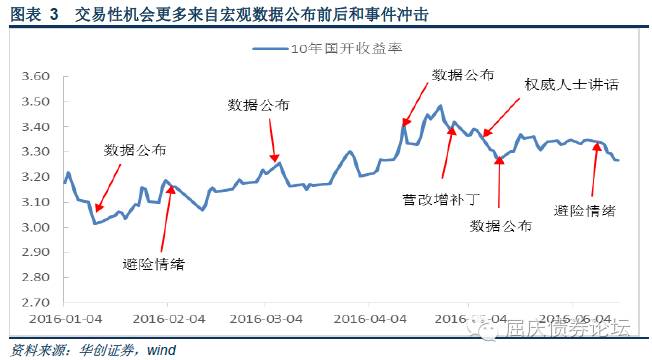 图表 3 交易性机会更多来自宏观数据公布前后和事件冲击
10年国开收益率
3.60
3.50
3.40
3.30
3.20
3.10
3.00
2.90
2.80
2.70
数据公布
避险情绪
数据公布
数据公布
权威人士讲话
营改增补丁
数据公布
避险情绪
2016-01-04
2016-02-04
2016-03-04
2016-04-04
2016-06-04
屈庆债券论坛
资料来源：华创证券，wind